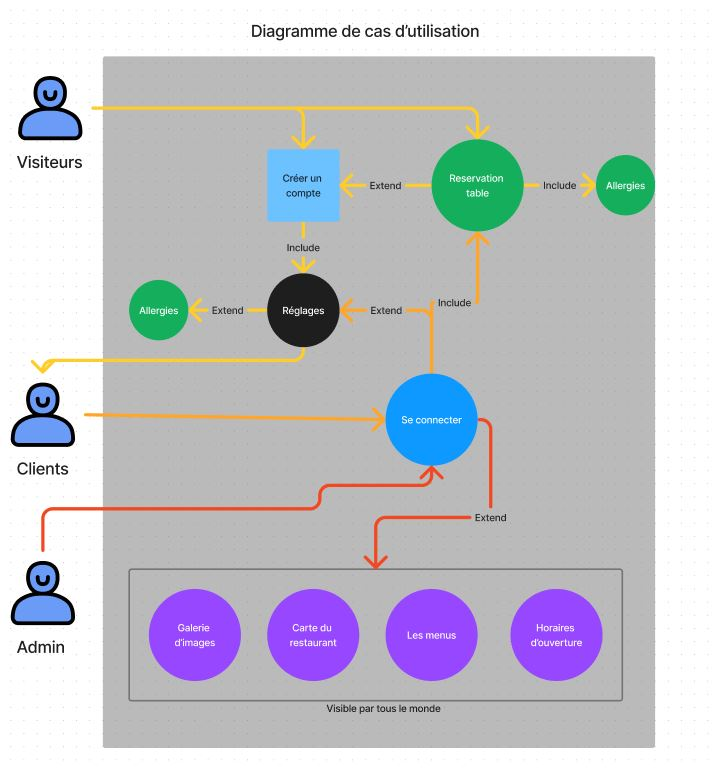 Diagramme de cas d'utilisation
Visiteurs
Créer un
compte
Extend
Reservation
table
Include
Allergies
Include
Allergies
Extend
Réglages
Extend
Include
Clients
Se connecter
Admin
Extend
Galerie
d'images
Carte du
restaurant
Les menus
Horaires
d'ouverture
Visible par tous le monde